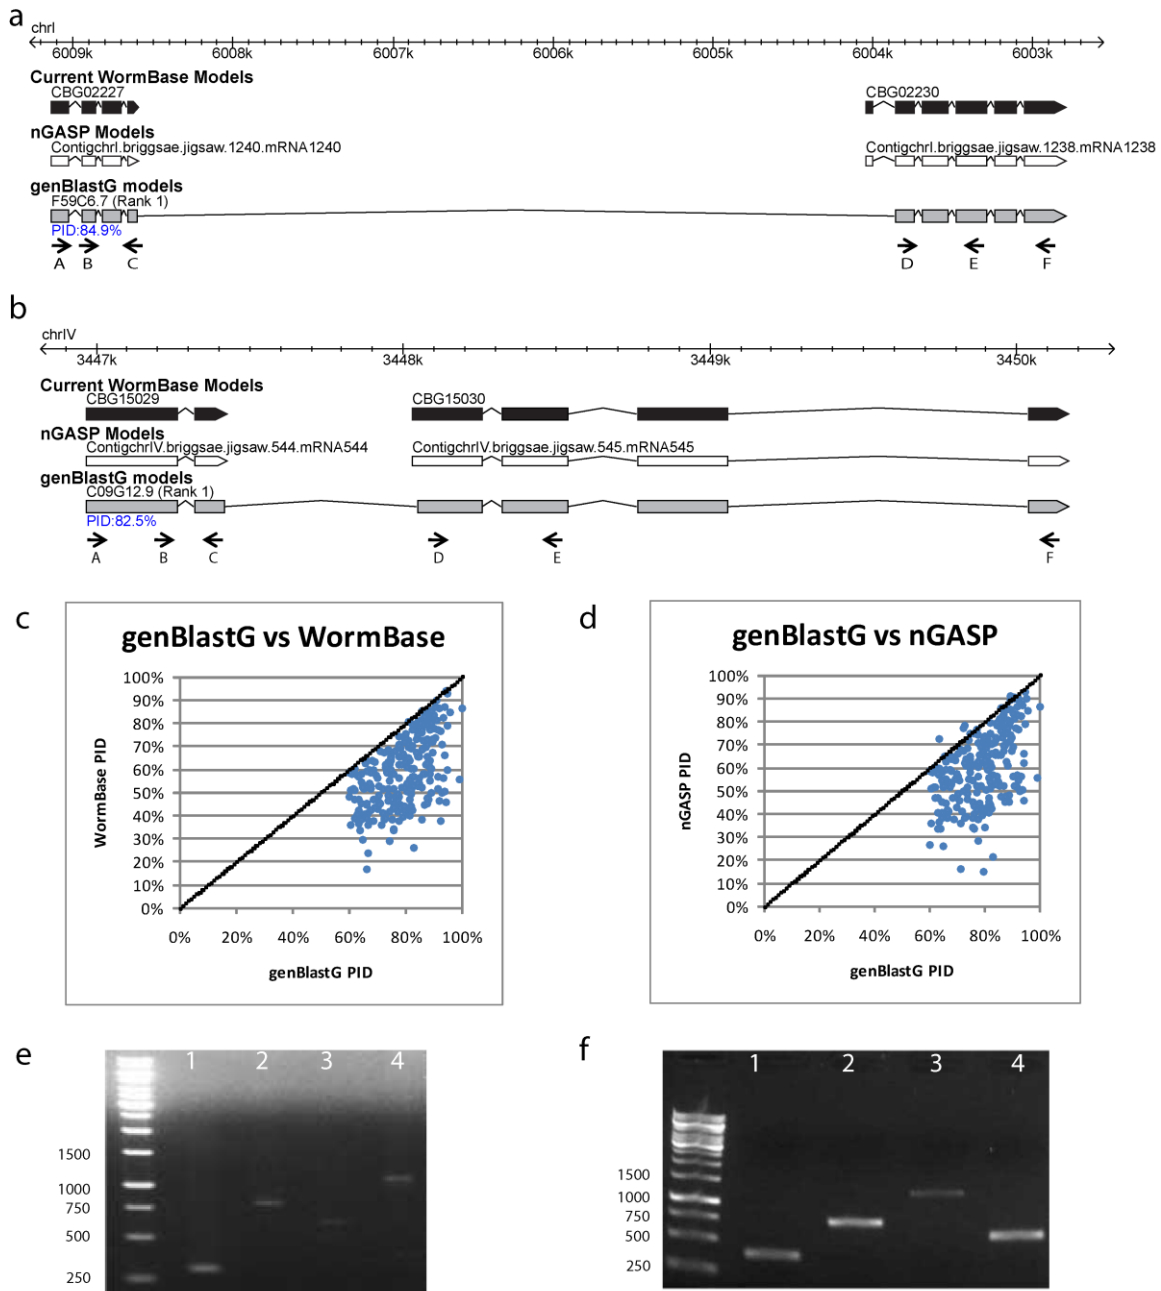 a
chrI
6009k 6008k 6007k 6006k 6005k 6004k 6003k
Current WormBase Models
CBG02227 CBG02230
nGASP Models
ContigchrI.briggsae.jigsaw.1240.mRNA1240 ContigchrI.briggsae.jigsaw.1238.mRNA1238
genBlastG models
F59C6.7 (Rank 1)
PID:84.9%
A B C D E F
b
chrIV
3447k 3448k 3449k 3450k
Current WormBase Models
CBG15029 CBG15030
nGASP Models
ContigchrIV.briggsae.jigsaw.544.mRNA544 ContigchrIV.briggsae.jigsaw.545.mRNA545
genBlastG models
C09G12.9 (Rank 1)
PID:82.5%
A B C D E F
c
genBlastG vs WormBase
100%
90%
80%
70%
60%
50%
40%
30%
20%
10%
0%
WormBase PID
0% 20% 40% 60% 80% 100%
genBlastG PID
d
genBlastG vs nGASP
100%
90%
80%
70%
60%
50%
40%
30%
20%
10%
0%
nGASP PID
0% 20% 40% 60% 80% 100%
genBlastG PID
e
1 2 3 4
1500
1000
750
500
250
f
1 2 3 4
1500
1000
750
500
250